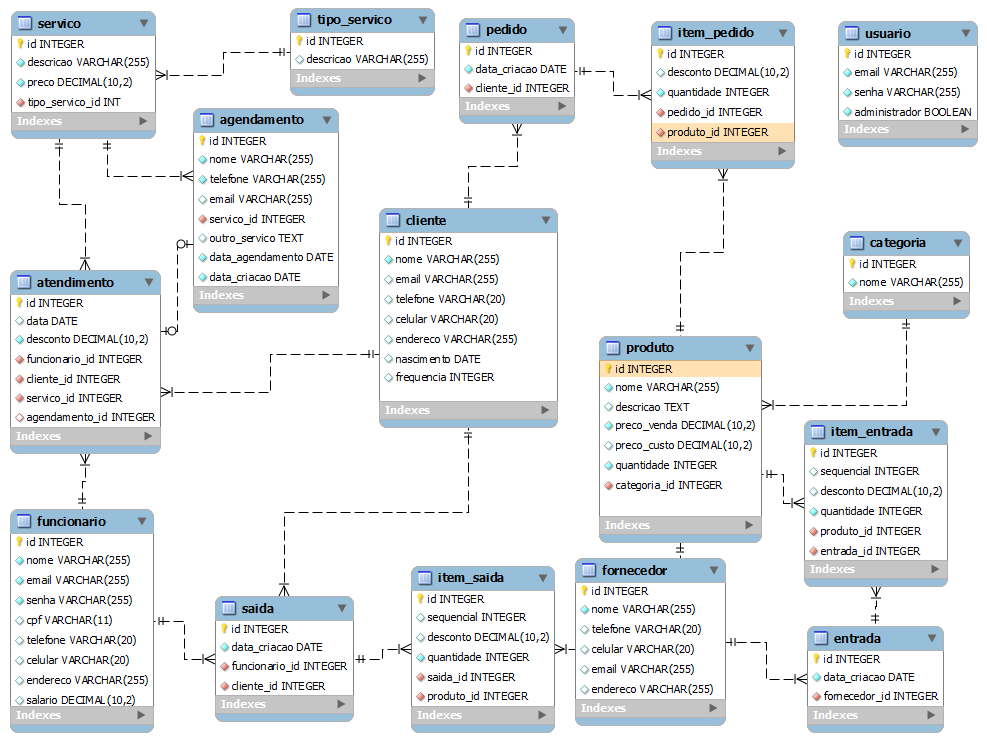 servico
id INTEGER
descricao VARCHAR(255)
preco DECIMAL(10,2)
tipo_servico_id INT
Indexes
tipo_servico
id INTEGER
descricao VARCHAR(255)
Indexes
pedido
id INTEGER
data_criacao DATE
cliente_id INTEGER
Indexes
item_pedido
id INTEGER
desconto DECIMAL(10,2)
quantidade INTEGER
pedido_id INTEGER
produto_id INTEGER
Indexes
usuario
id INTEGER
email VARCHAR(255)
senha VARCHAR(255)
administrador BOOLEAN
Indexes
agendamento
id INTEGER
nome VARCHAR(255)
telefone VARCHAR(255)
email VARCHAR(255)
servico_id INTEGER
outro_servico TEXT
data_agendamento DATE
data_criacao DATE
Indexes
cliente
id INTEGER
nome VARCHAR(255)
email VARCHAR(255)
telefone VARCHAR(20)
celular VARCHAR(20)
endereco VARCHAR(255)
nascimento DATE
frequencia INTEGER
Indexes
categoria
id INTEGER
nome VARCHAR(255)
Indexes
atendimento
id INTEGER
data DATE
desconto DECIMAL(10,2)
funcionario_id INTEGER
cliente_id INTEGER
servico_id INTEGER
agendamento_id INTEGER
Indexes
produto
id INTEGER
nome VARCHAR(255)
descricao TEXT
preco_venda DECIMAL(10,2)
preco_custo DECIMAL(10,2)
quantidade INTEGER
categoria_id INTEGER
Indexes
item_entrada
id INTEGER
sequencial INTEGER
desconto DECIMAL(10,2)
quantidade INTEGER
produto_id INTEGER
entrada_id INTEGER
Indexes
funcionario
id INTEGER
nome VARCHAR(255)
email VARCHAR(255)
senha VARCHAR(255)
cpf VARCHAR(11)
telefone VARCHAR(20)
celular VARCHAR(20)
endereco VARCHAR(255)
salario DECIMAL(10,2)
Indexes
saida
id INTEGER
data_criacao DATE
funcionario_id INTEGER
cliente_id INTEGER
Indexes
item_saida
id INTEGER
sequencial INTEGER
desconto DECIMAL(10,2)
quantidade INTEGER
saida_id INTEGER
produto_id INTEGER
Indexes
fornecedor
id INTEGER
nome VARCHAR(255)
telefone VARCHAR(20)
celular VARCHAR(20)
email VARCHAR(255)
endereco VARCHAR(255)
Indexes
entrada
id INTEGER
data_criacao DATE
fornecedor_id INTEGER
Indexes